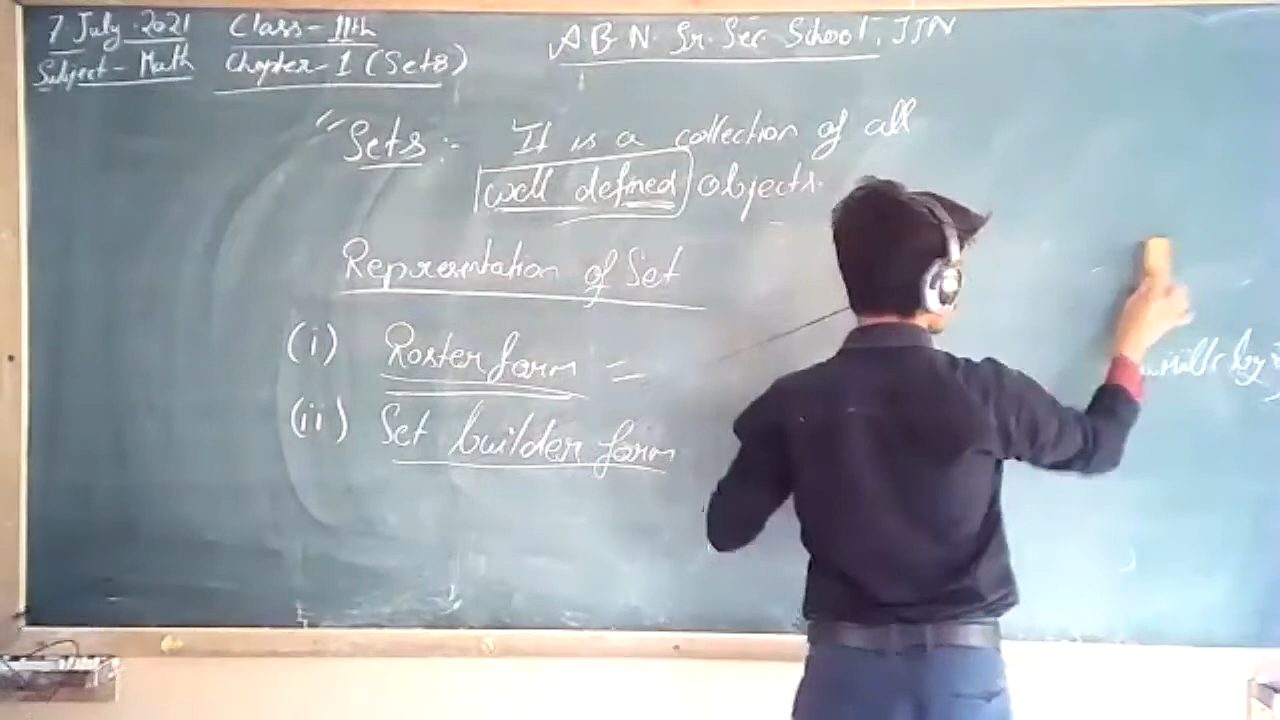 7 July 2021 Class - 11th A.B.N. Sr. Sec School, JJN
Subject - Math Chapter - 1 (Sets)
"Sets :- It is a collection of all
well defined objects.
Representation of Set
(i) Roster form =
(ii) Set builder form
by